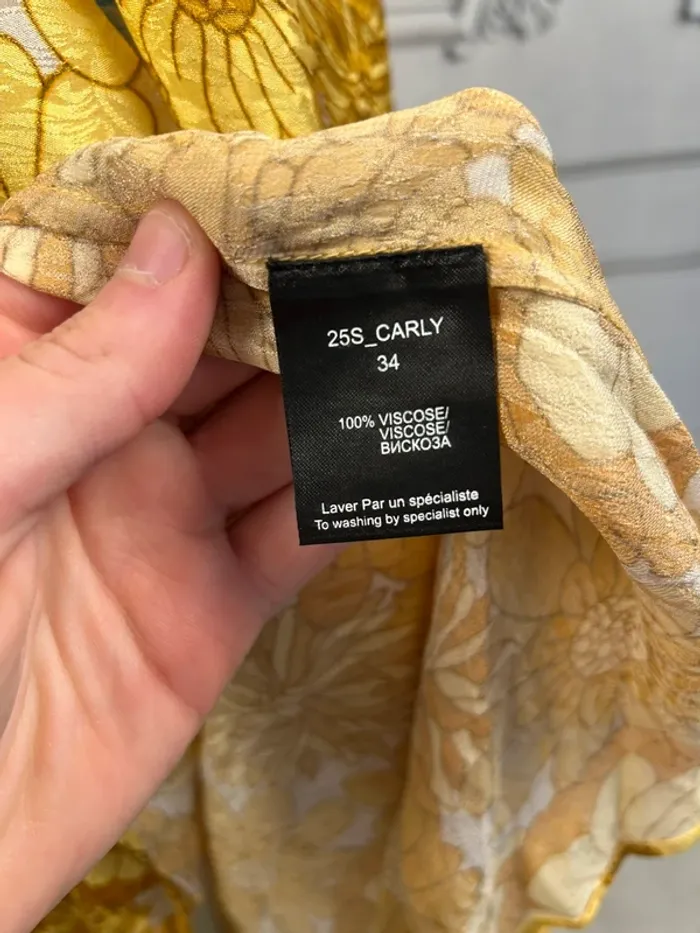 25S_CARLY
34
100% VISCOSE/
VISCOSE/
ВИСКОЗА
Laver Par un spécialiste
To washing by specialist only